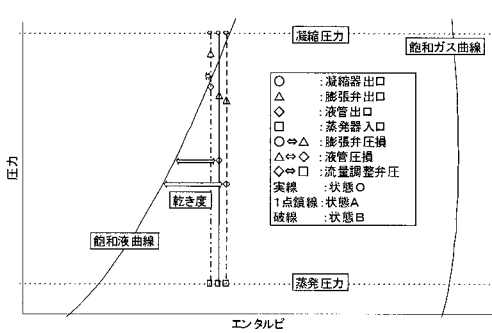 凝縮圧力
飽和ガス曲線
○ :凝縮器出口
△ :膨張弁出口
◇ :液管出口
□ :蒸発器入口
○⇔△ :膨張弁圧損
△⇔◇ :液管圧損
◇⇔□ :流量調整弁圧
実線 :状態O
1点鎖線:状態A
破線 :状態B
圧力
乾き度
飽和液曲線
蒸発圧力
エンタルピ